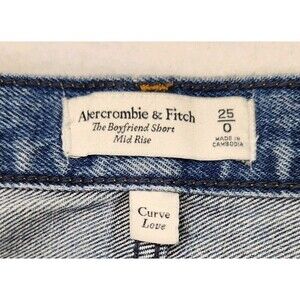 Abercrombie & Fitch
The Boyfriend Short
Mid Rise
25
0
MADE IN
CAMBODIA
Curve
Love